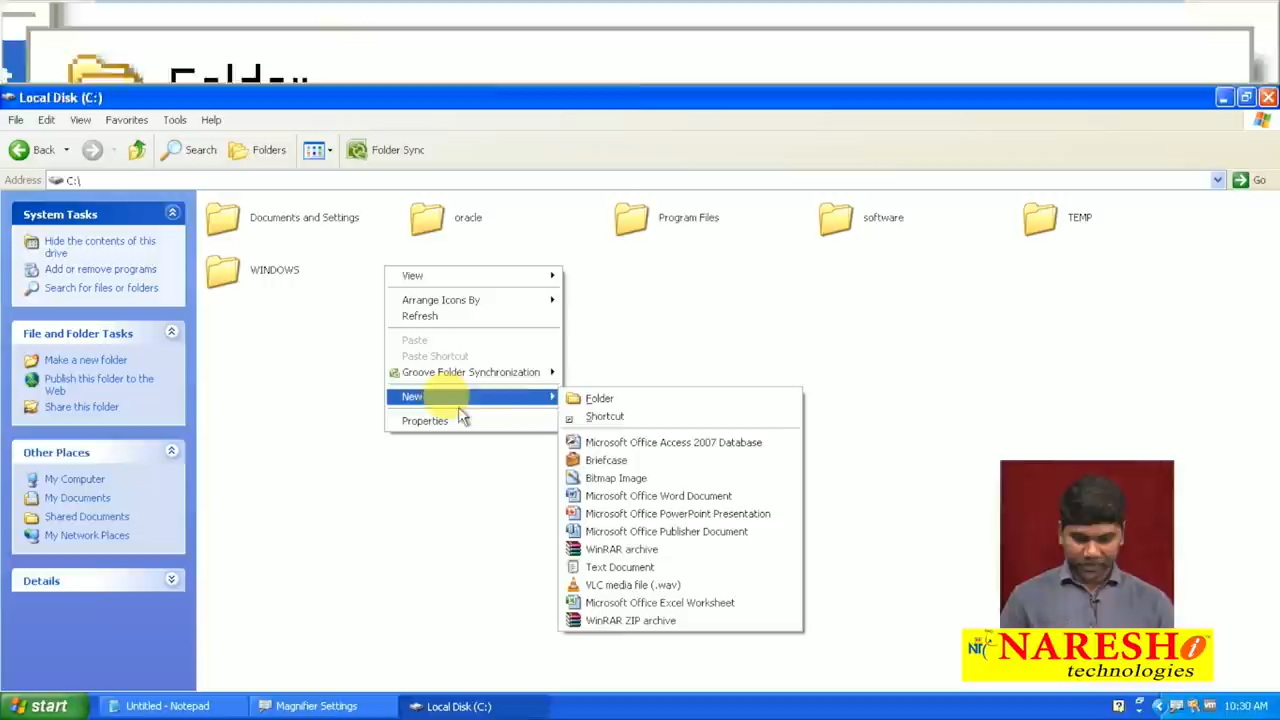 Folder
Local Disk (C:)
File Edit View Favorites Tools Help
Back Search Folders Folder Sync
Address C:\ Go
System Tasks
Hide the contents of this
drive
Add or remove programs
Search for files or folders
File and Folder Tasks
Make a new folder
Publish this folder to the
Web
Share this folder
Other Places
My Computer
My Documents
Shared Documents
My Network Places
Details
Documents and Settings
oracle
Program Files
software
TEMP
WINDOWS
View
Arrange Icons By
Refresh
Paste
Paste Shortcut
Groove Folder Synchronization
New
Properties
Folder
Shortcut
Microsoft Office Access 2007 Database
Briefcase
Bitmap Image
Microsoft Office Word Document
Microsoft Office PowerPoint Presentation
Microsoft Office Publisher Document
WinRAR archive
Text Document
VLC media file (.wav)
Microsoft Office Excel Worksheet
WinRAR ZIP archive
NARESH i
technologies
start
Untitled - Notepad
Magnifier Settings
Local Disk (C:)
10:30 AM